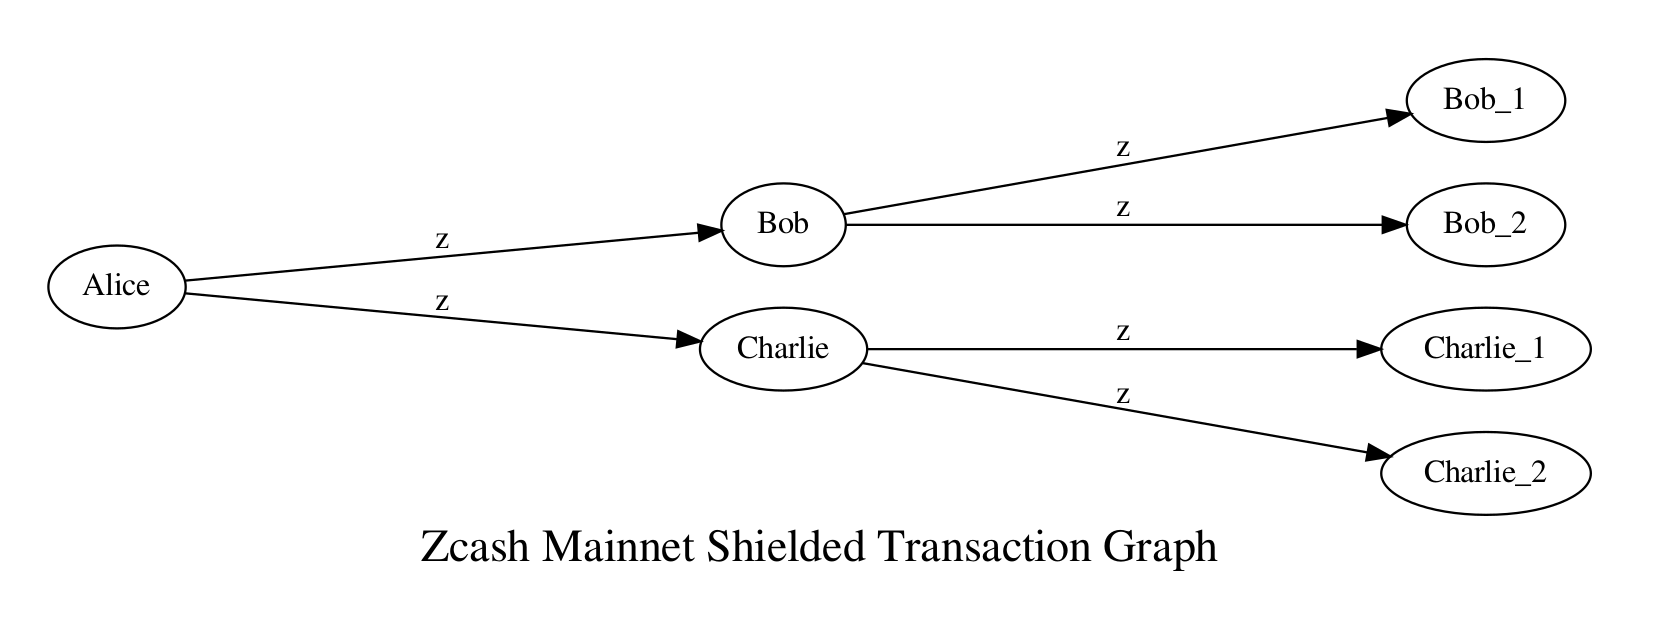 Alice
z
z
Bob
Charlie
z
z
z
z
Bob_1
Bob_2
Charlie_1
Charlie_2
Zcash Mainnet Shielded Transaction Graph